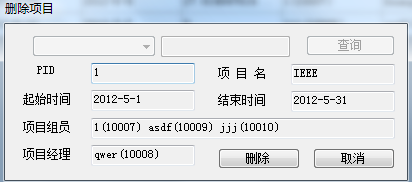 删除项目
查询
PID 1 项 目 名 IEEE
起始时间 2012-5-1 结束时间 2012-5-31
项目组员 1(10007) asdf(10009) jjj(10010)
项目经理 qwer(10008) 删除 取消